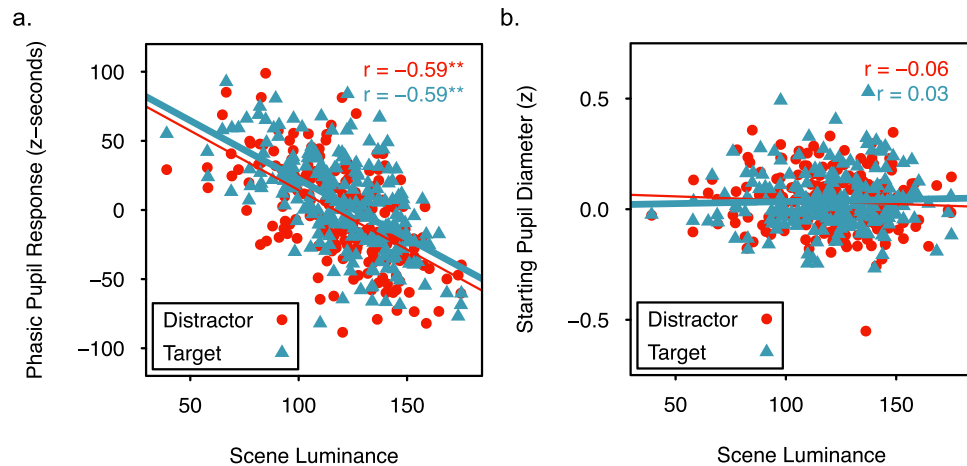 a.
Phasic Pupil Response (z−seconds)
100
50
0
−50
−100
r = −0.59**
r = −0.59**
Distractor
Target
50
100
150
Scene Luminance
b.
Starting Pupil Diameter (z)
0.5
0.0
−0.5
r = −0.06
r = 0.03
Distractor
Target
50
100
150
Scene Luminance